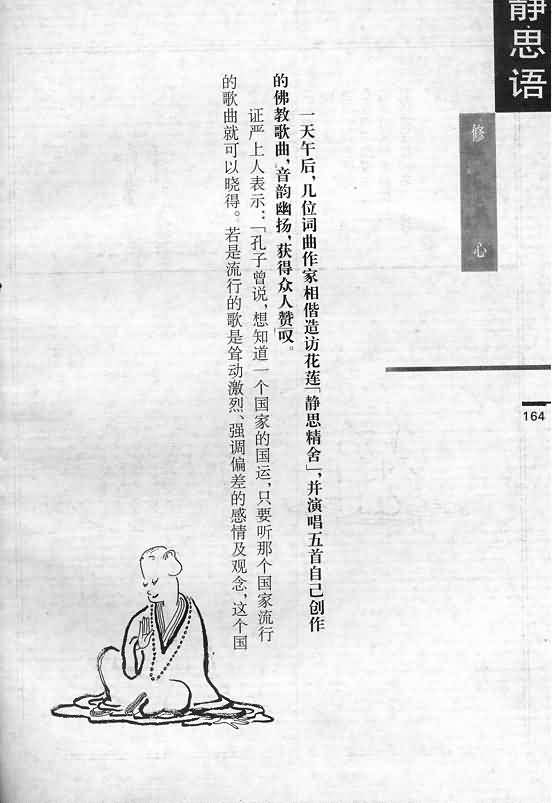 静思语
修心
一天午后，几位词曲作家相偕造访花莲「静思精舍」，并演唱五首自己创作
的佛教歌曲，音韵幽扬，获得众人赞叹。
证严上人表示：「孔子曾说，想知道一个国家的国运，只要听那个国家流行
的歌曲就可以晓得。若是流行的歌是耸动激烈、强调偏差的感情及观念，这个国
164